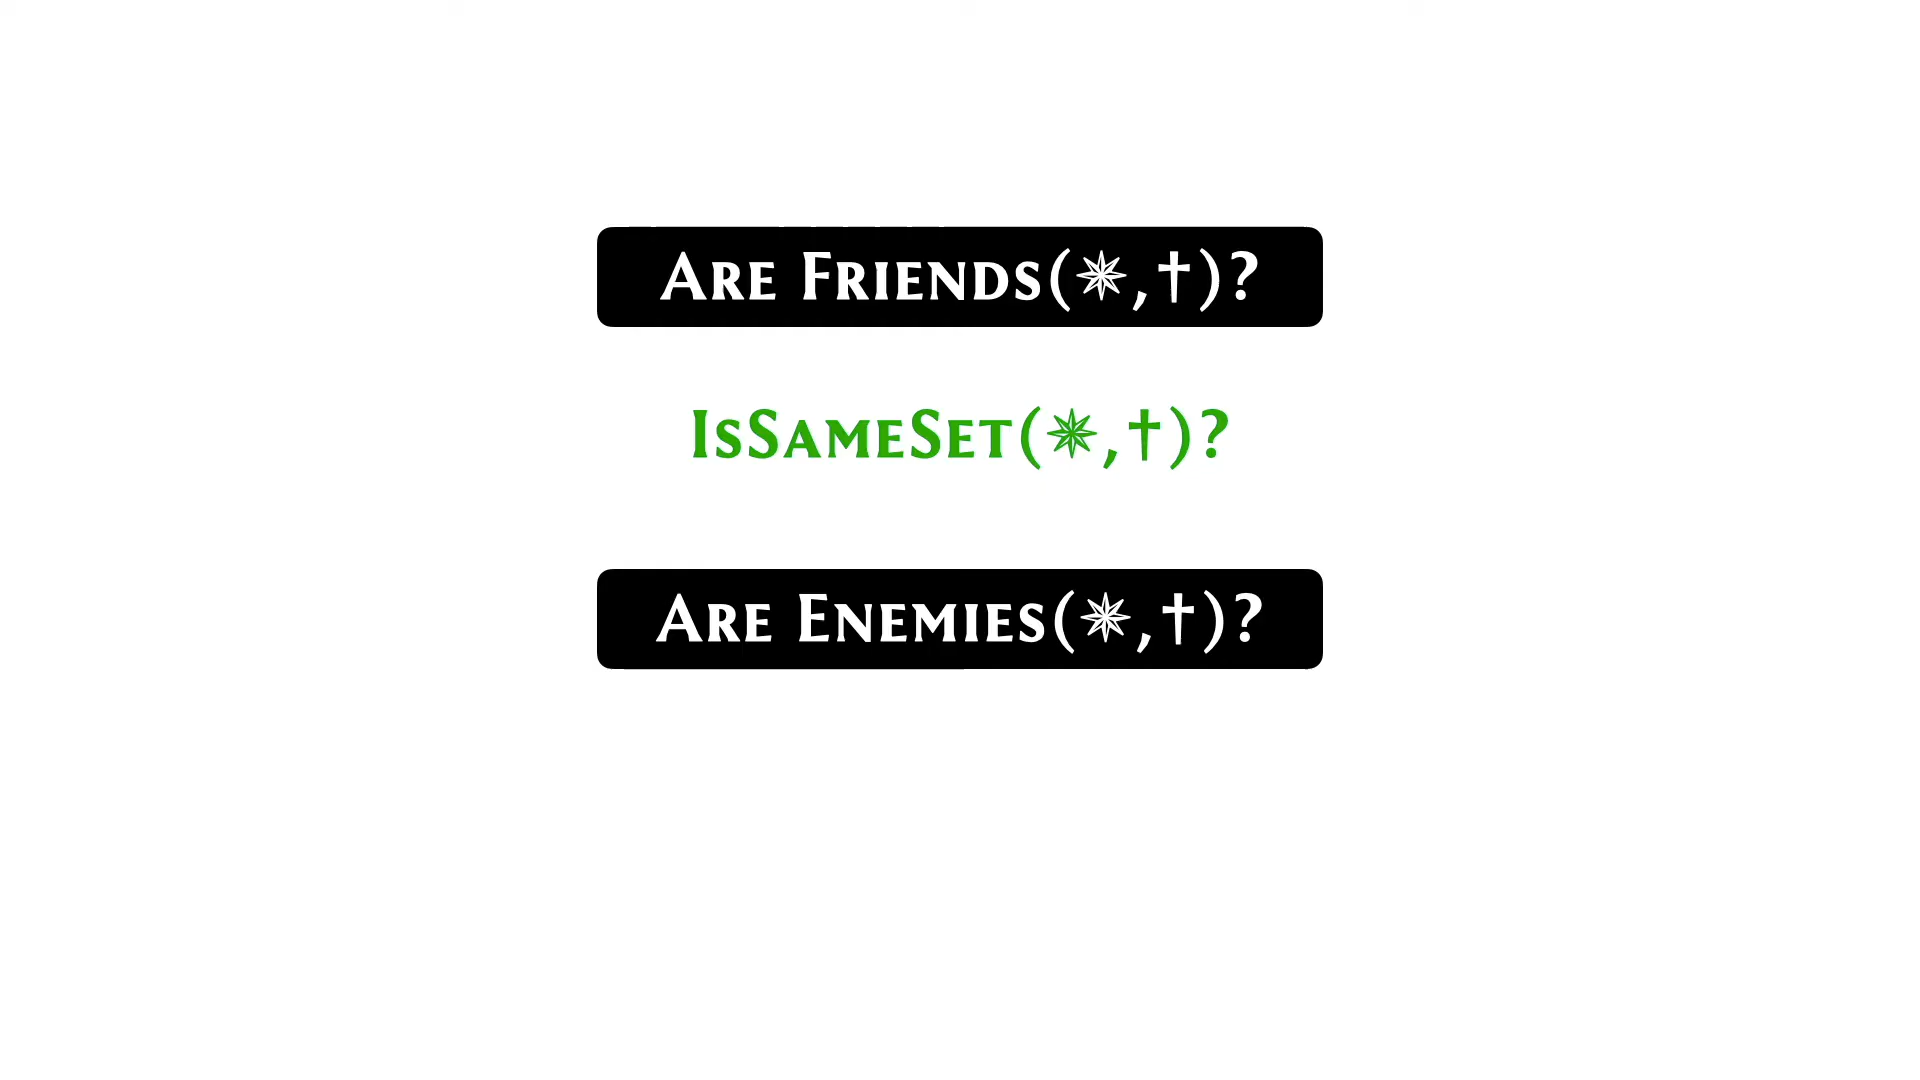 Are Friends(✴,†)?
IsSameSet(✴,†)?
Are Enemies(✴,†)?